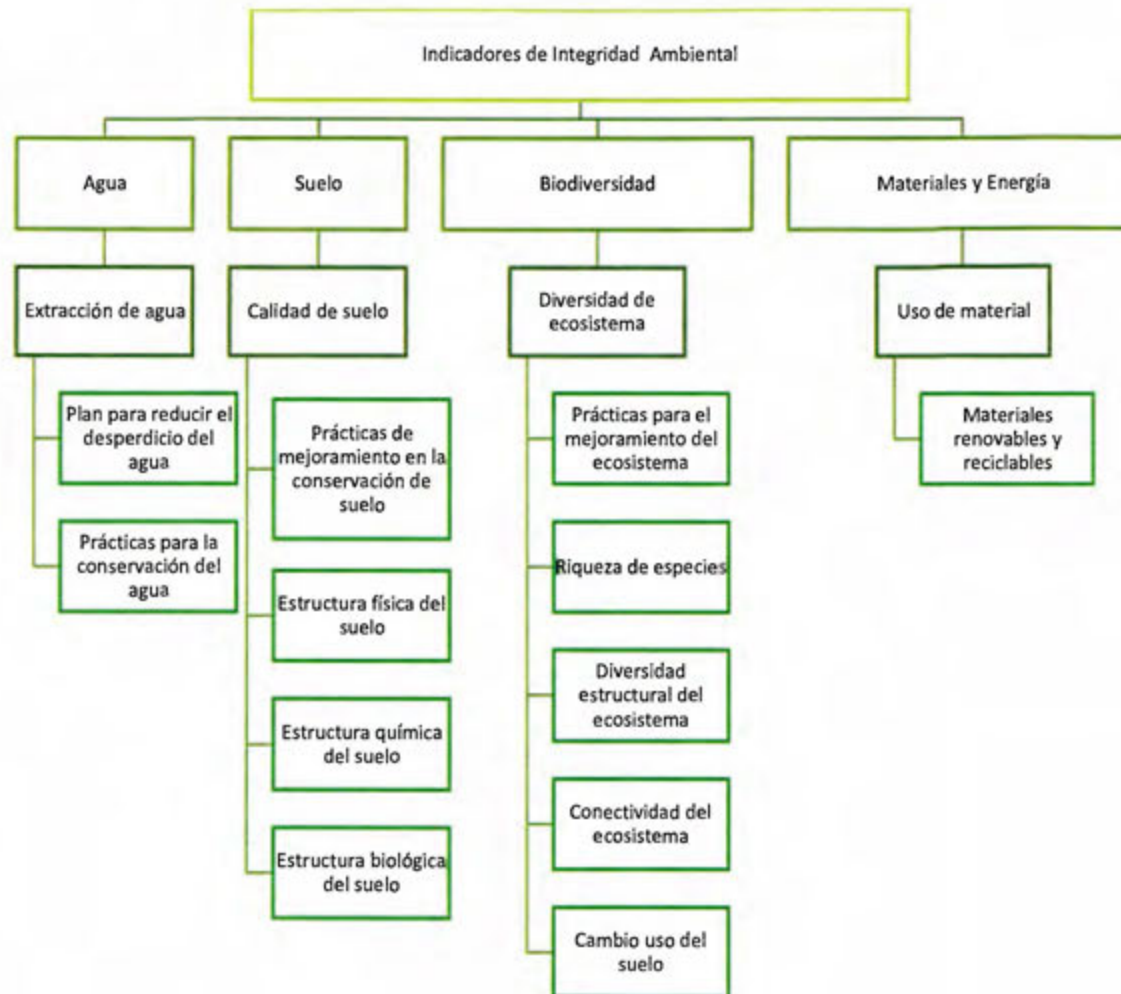 Indicadores de Integridad Ambiental
Agua
Suelo
Biodiversidad
Materiales y Energía
Extracción de agua
Calidad de suelo
Diversidad de
ecosistema
Uso de material
Plan para reducir el
desperdicio del
agua
Prácticas para la
conservación del
agua
Prácticas de
mejoramiento en la
conservación de
suelo
Estructura física del
suelo
Estructura química
del suelo
Estructura biológica
del suelo
Prácticas para el
mejoramiento del
ecosistema
Riqueza de especies
Diversidad
estructural del
ecosistema
Conectividad del
ecosistema
Cambio uso del
suelo
Materiales
renovables y
reciclables